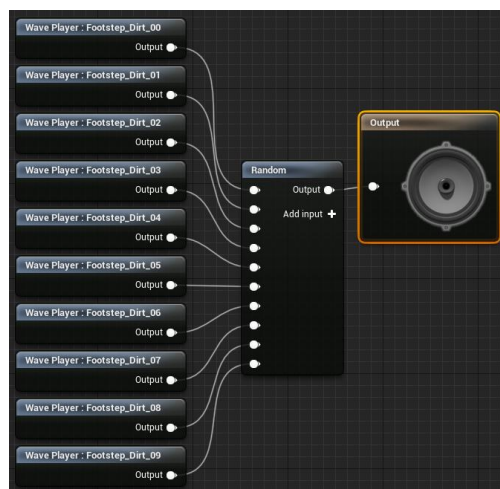 Wave Player : Footstep_Dirt_00
Output
Wave Player : Footstep_Dirt_01
Output
Wave Player : Footstep_Dirt_02
Output
Wave Player : Footstep_Dirt_03
Output
Wave Player : Footstep_Dirt_04
Output
Wave Player : Footstep_Dirt_05
Output
Wave Player : Footstep_Dirt_06
Output
Wave Player : Footstep_Dirt_07
Output
Wave Player : Footstep_Dirt_08
Output
Wave Player : Footstep_Dirt_09
Output
Random
Output
Add input +
Output